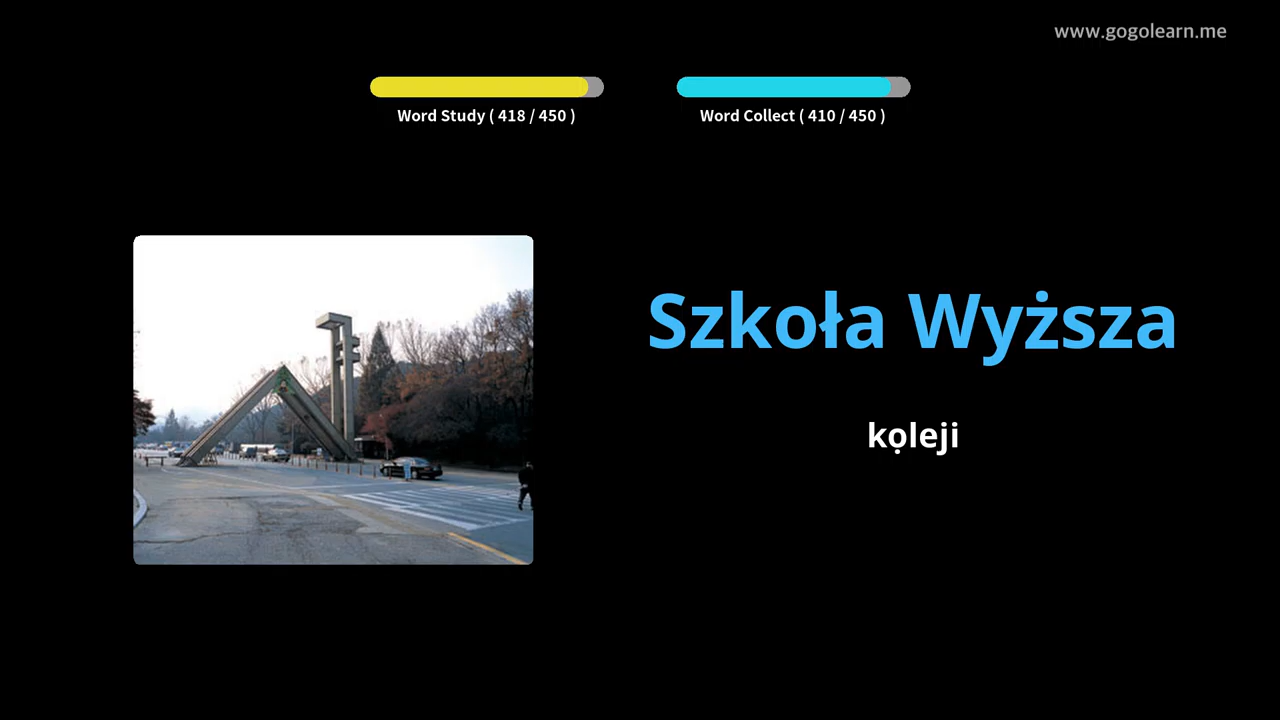 www.gogolearn.me
Word Study ( 418 / 450 )
Word Collect ( 410 / 450 )
Szkoła Wyższa
kọleji